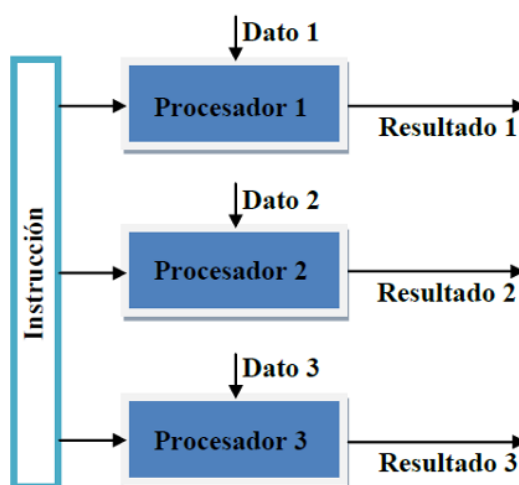 Dato 1
Procesador 1
Resultado 1
Dato 2
Instrucción
Procesador 2
Resultado 2
Dato 3
Procesador 3
Resultado 3